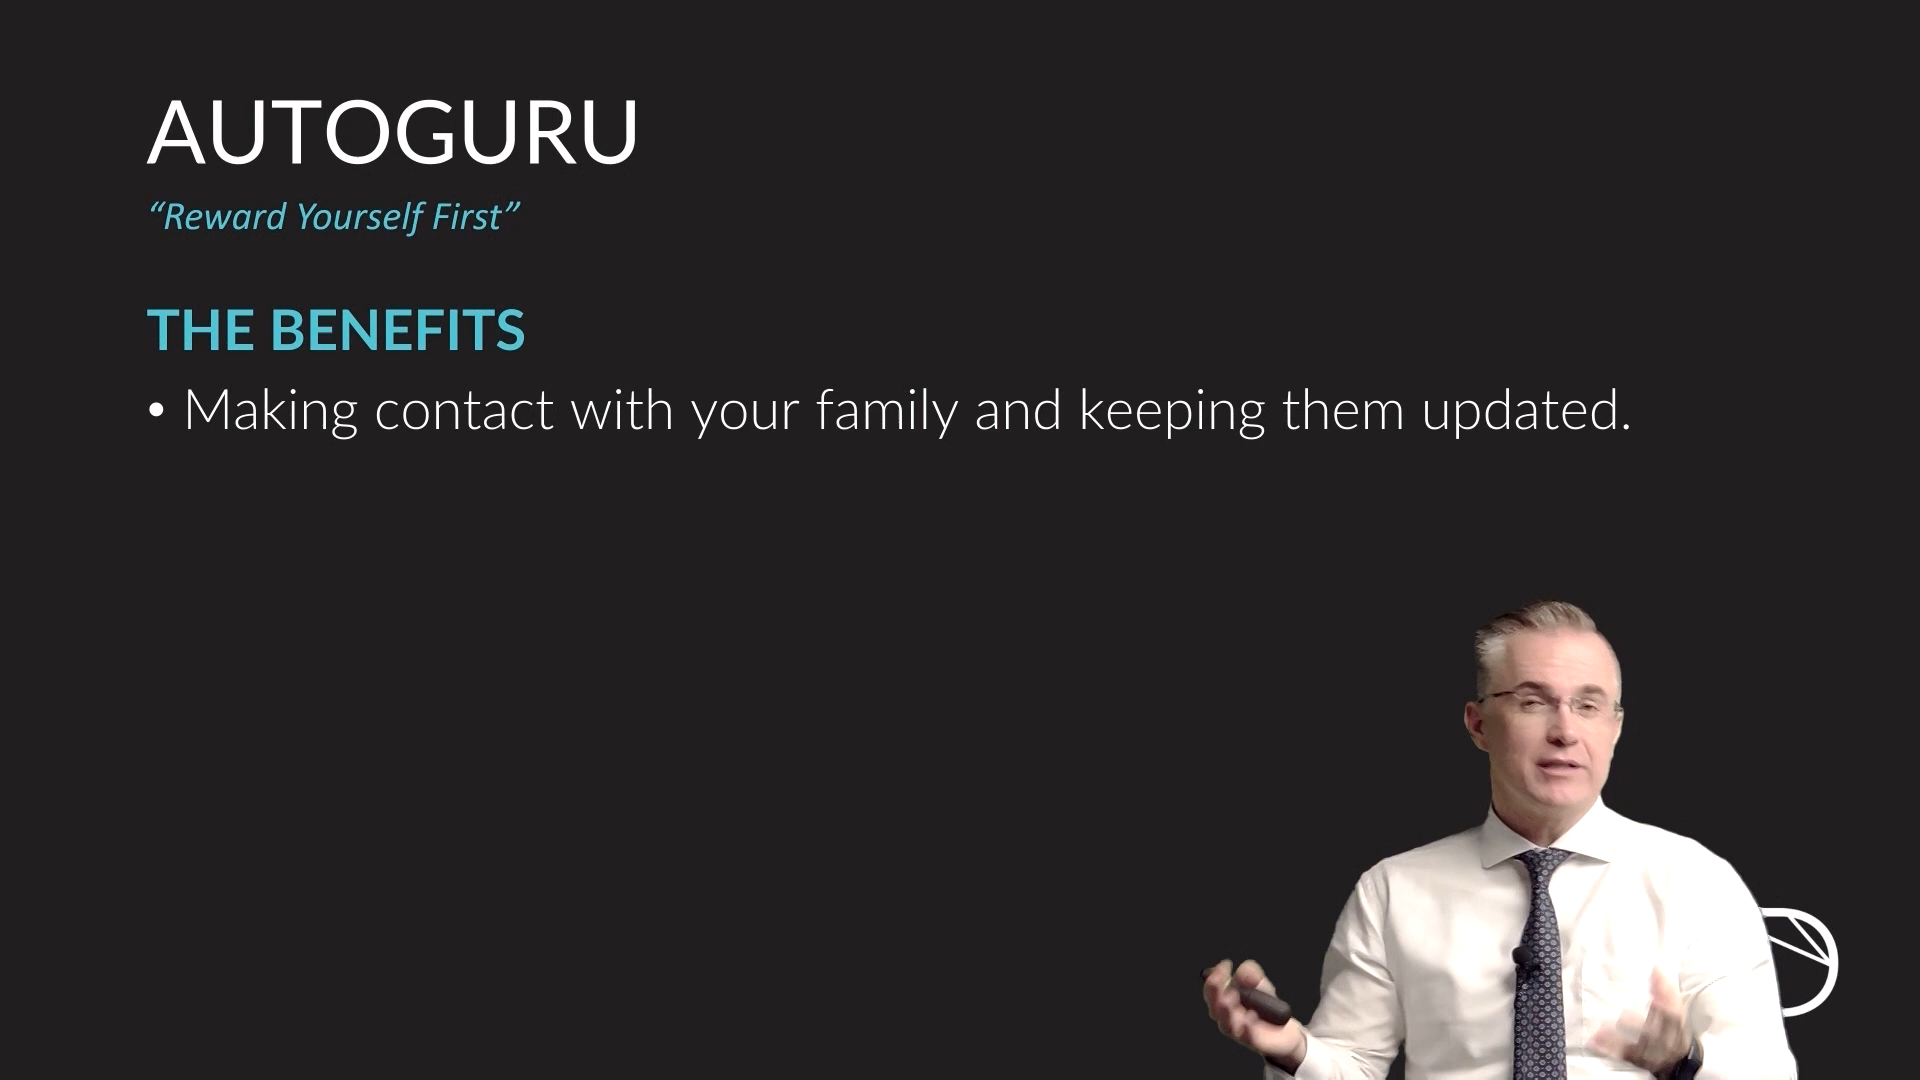 AUTOGURU
“Reward Yourself First”
THE BENEFITS
• Making contact with your family and keeping them updated.